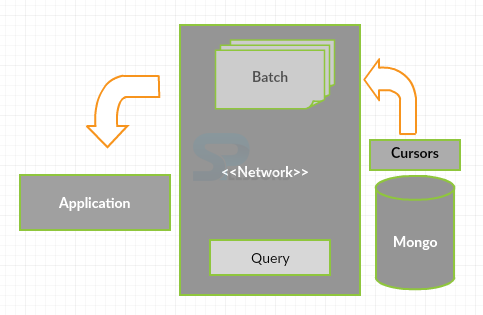 Batch
Cursors
<<Network>>
Application
Mongo
Query